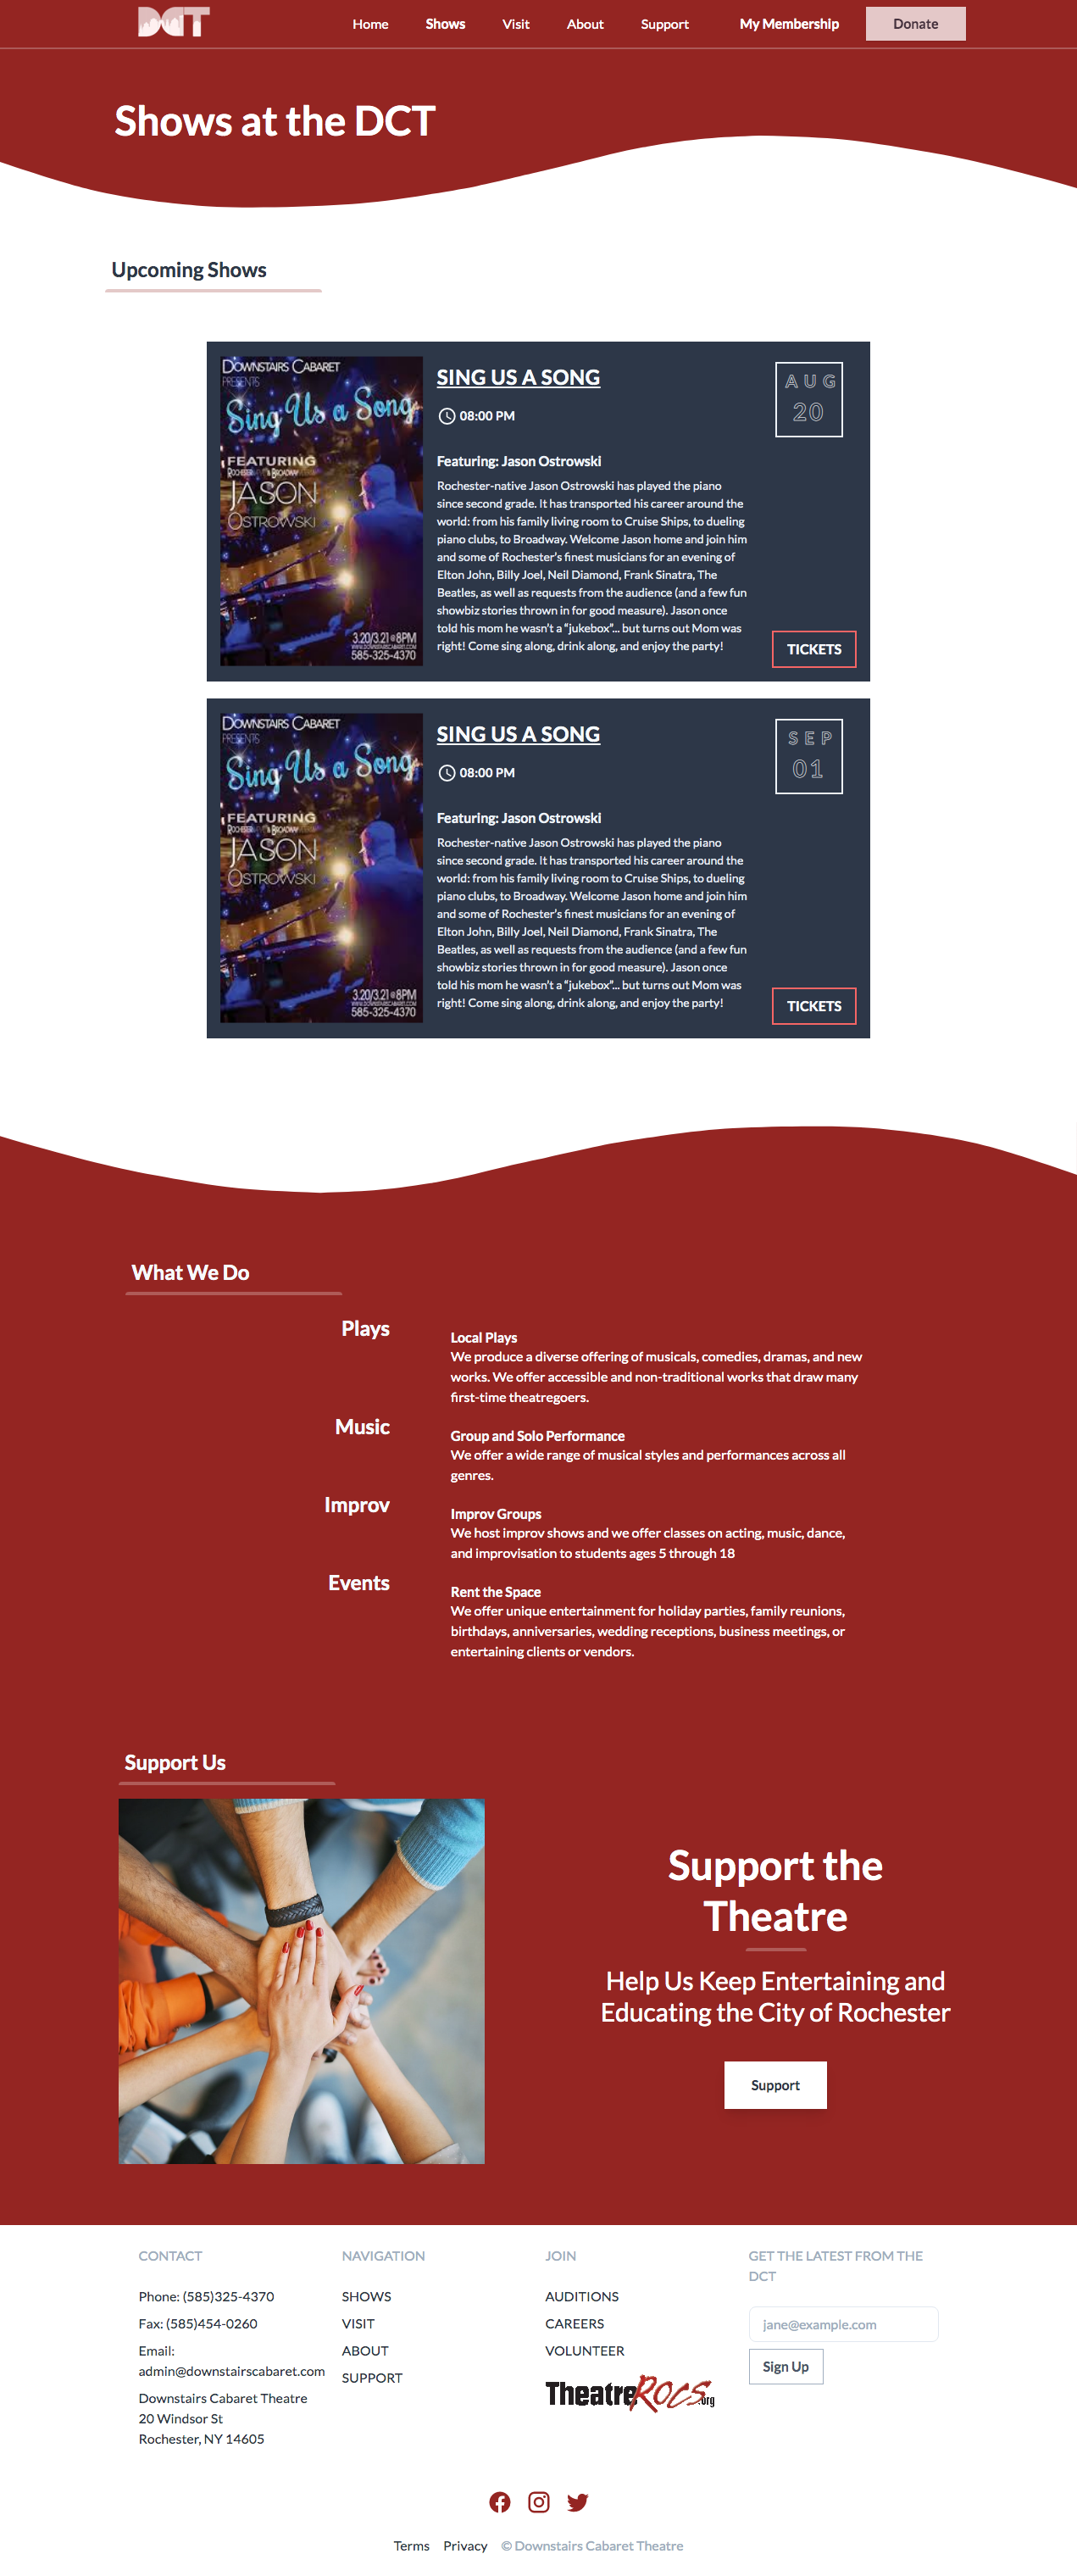 DCT
Home
Shows
Visit
About
Support
My Membership
Donate
Shows at the DCT
Upcoming Shows
DOWNSTAIRS CABARET
PRESENTS
Sing Us a Song
FEATURING
ROCHESTER & BROADWAY
JASON
OSTROWSKI
3.20/3.21 @ 8PM
WWW.DOWNSTAIRSCABARET.COM
585-325-4370
SING US A SONG
08:00 PM
Featuring: Jason Ostrowski
Rochester-native Jason Ostrowski has played the piano
since second grade. It has transported his career around the
world: from his family living room to Cruise Ships, to dueling
piano clubs, to Broadway. Welcome Jason home and join him
and some of Rochester's finest musicians for an evening of
Elton John, Billy Joel, Neil Diamond, Frank Sinatra, The
Beatles, as well as requests from the audience (and a few fun
showbiz stories thrown in for good measure). Jason once
told his mom he wasn't a "jukebox"... but turns out Mom was
right! Come sing along, drink along, and enjoy the party!
AUG
20
TICKETS
DOWNSTAIRS CABARET
PRESENTS
Sing Us a Song
FEATURING
ROCHESTER & BROADWAY
JASON
OSTROWSKI
3.20/3.21 @ 8PM
WWW.DOWNSTAIRSCABARET.COM
585-325-4370
SING US A SONG
08:00 PM
Featuring: Jason Ostrowski
Rochester-native Jason Ostrowski has played the piano
since second grade. It has transported his career around the
world: from his family living room to Cruise Ships, to dueling
piano clubs, to Broadway. Welcome Jason home and join him
and some of Rochester's finest musicians for an evening of
Elton John, Billy Joel, Neil Diamond, Frank Sinatra, The
Beatles, as well as requests from the audience (and a few fun
showbiz stories thrown in for good measure). Jason once
told his mom he wasn't a "jukebox"... but turns out Mom was
right! Come sing along, drink along, and enjoy the party!
SEP
01
TICKETS
What We Do
Plays
Local Plays
We produce a diverse offering of musicals, comedies, dramas, and new
works. We offer accessible and non-traditional works that draw many
first-time theatregoers.
Music
Group and Solo Performance
We offer a wide range of musical styles and performances across all
genres.
Improv
Improv Groups
We host improv shows and we offer classes on acting, music, dance,
and improvisation to students ages 5 through 18
Events
Rent the Space
We offer unique entertainment for holiday parties, family reunions,
birthdays, anniversaries, wedding receptions, business meetings, or
entertaining clients or vendors.
Support Us
Support the
Theatre
Help Us Keep Entertaining and
Educating the City of Rochester
Support
CONTACT
Phone: (585)325-4370
Fax: (585)454-0260
Email:
admin@downstairscabaret.com
Downstairs Cabaret Theatre
20 Windsor St
Rochester, NY 14605
NAVIGATION
SHOWS
VISIT
ABOUT
SUPPORT
JOIN
AUDITIONS
CAREERS
VOLUNTEER
TheatreROCS.org
GET THE LATEST FROM THE
DCT
jane@example.com
Sign Up
Terms
Privacy
© Downstairs Cabaret Theatre